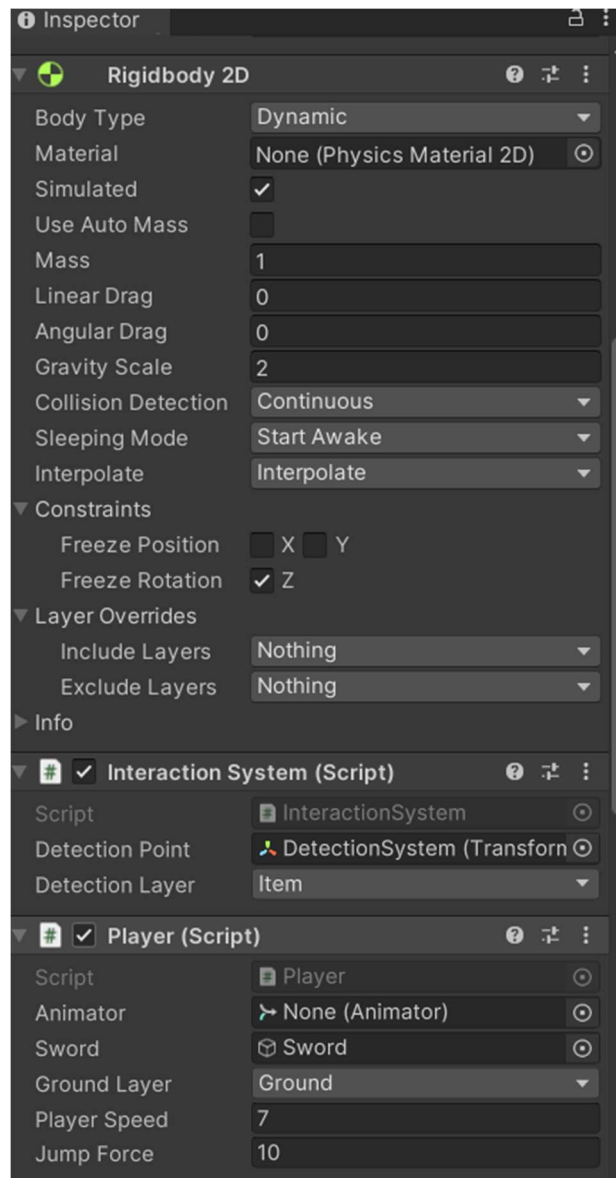 Inspector
Rigidbody 2D
Body Type Dynamic
Material None (Physics Material 2D)
Simulated
Use Auto Mass
Mass 1
Linear Drag 0
Angular Drag 0
Gravity Scale 2
Collision Detection Continuous
Sleeping Mode Start Awake
Interpolate Interpolate
Constraints
Freeze Position X Y
Freeze Rotation Z
Layer Overrides
Include Layers Nothing
Exclude Layers Nothing
Info
# Interaction System (Script)
Script InteractionSystem
Detection Point DetectionSystem (Transforn
Detection Layer Item
# Player (Script)
Script Player
Animator None (Animator)
Sword Sword
Ground Layer Ground
Player Speed 7
Jump Force 10